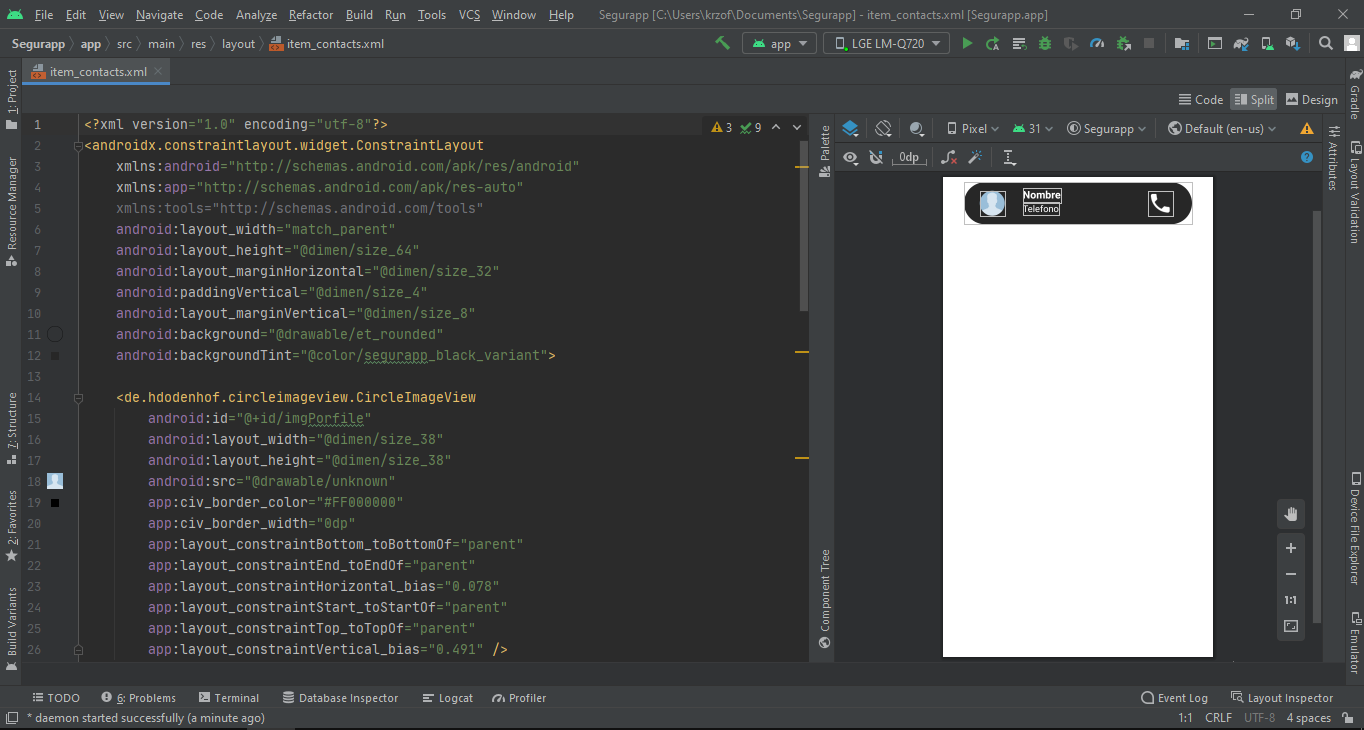 File Edit View Navigate Code Analyze Refactor Build Run Tools VCS Window Help Segurapp [C:\Users\krzof\Documents\Segurapp] - item_contacts.xml [Segurapp.app]
Segurapp app src main res layout item_contacts.xml app LGE LM-Q720
item_contacts.xml
Code Split Design
1: Project
Resource Manager
7: Structure
2: Favorites
Build Variants
3 9
1 <?xml version="1.0" encoding="utf-8"?>
2 <androidx.constraintlayout.widget.ConstraintLayout
3 xmlns:android="http://schemas.android.com/apk/res/android"
4 xmlns:app="http://schemas.android.com/apk/res-auto"
5 xmlns:tools="http://schemas.android.com/tools"
6 android:layout_width="match_parent"
7 android:layout_height="@dimen/size_64"
8 android:layout_marginHorizontal="@dimen/size_32"
9 android:paddingVertical="@dimen/size_4"
10 android:layout_marginVertical="@dimen/size_8"
11 android:background="@drawable/et_rounded"
12 android:backgroundTint="@color/segurapp_black_variant">
13
14 <de.hdodenhof.circleimageview.CircleImageView
15 android:id="@+id/imgPorfile"
16 android:layout_width="@dimen/size_38"
17 android:layout_height="@dimen/size_38"
18 android:src="@drawable/unknown"
19 app:civ_border_color="#FF000000"
20 app:civ_border_width="0dp"
21 app:layout_constraintBottom_toBottomOf="parent"
22 app:layout_constraintEnd_toEndOf="parent"
23 app:layout_constraintHorizontal_bias="0.078"
24 app:layout_constraintStart_toStartOf="parent"
25 app:layout_constraintTop_toTopOf="parent"
26 app:layout_constraintVertical_bias="0.491" />
Palette
Component Tree
Pixel 31 Segurapp Default (en-us)
0dp
Nombre
Telefono
1:1
Gradle
Attributes
Layout Validation
Device File Explorer
Emulator
TODO 6: Problems Terminal Database Inspector Logcat Profiler Event Log Layout Inspector
* daemon started successfully (a minute ago) 1:1 CRLF UTF-8 4 spaces